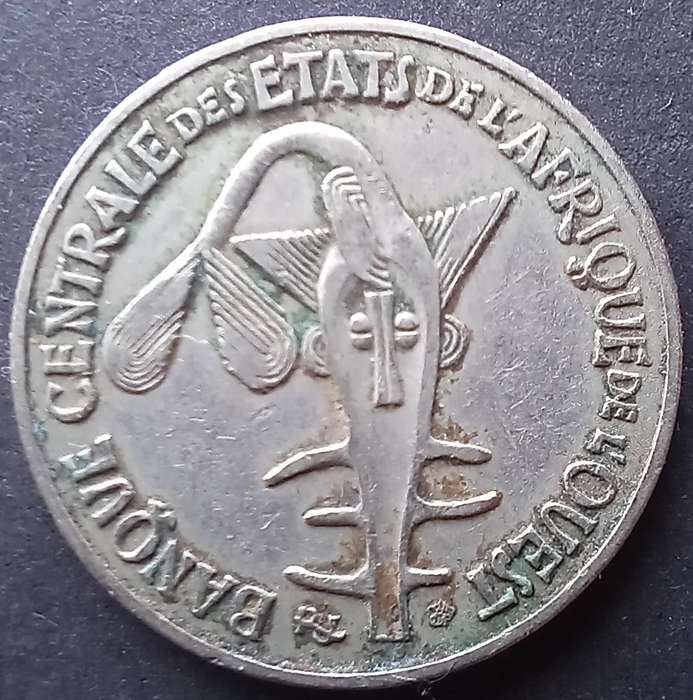 BANQUE CENTRALE DES ETATS DE L'AFRIQUE DE L'OUEST